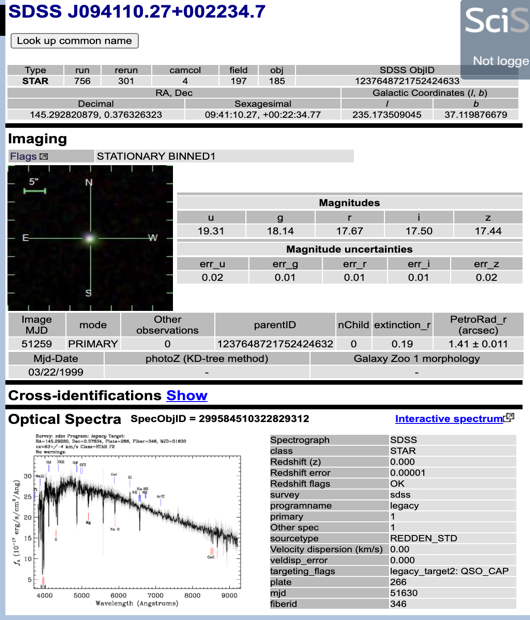 SDSS J094110.27+002234.7
SciS
Look up common name
Not logge
Type run rerun camcol field obj SDSS ObjID
STAR 756 301 4 197 185 1237648721752424633
RA, Dec Galactic Coordinates (l, b)
Decimal Sexagesimal l b
145.292820879, 0.376326323 09:41:10.27, +00:22:34.77 235.173509045 37.119876679
Imaging
Flags STATIONARY BINNED1
5"
N
E W
S
Magnitudes
u g r i z
19.31 18.14 17.67 17.50 17.44
Magnitude uncertainties
err_u err_g err_r err_i err_z
0.02 0.01 0.01 0.01 0.02
Image MJD mode Other observations parentID nChild extinction_r PetroRad_r (arcsec)
51259 PRIMARY 0 1237648721752424632 0 0.19 1.41 ± 0.011
Mjd-Date photoZ (KD-tree method) Galaxy Zoo 1 morphology
03/22/1999 - -
Cross-identifications Show
Optical Spectra SpecObjID = 299584510322829312 Interactive spectrum
Survey: sdss Program: legacy Target:
RA=145.29280, Dec=0.37634, Plate=266, Fiber=346, MJD=51630
Class=STAR F9
No warnings.
30
25
20
15
10
5
4000 5000 6000 7000 8000 9000
Wavelength (Angstroms)
Spectrograph SDSS
class STAR
Redshift (z) 0.000
Redshift error 0.00001
Redshift flags OK
survey sdss
programname legacy
primary 1
Other spec 1
sourcetype REDDEN_STD
Velocity dispersion (km/s) 0.00
veldisp_error 0.000
targeting_flags legacy_target2: QSO_CAP
plate 266
mjd 51630
fiberid 346